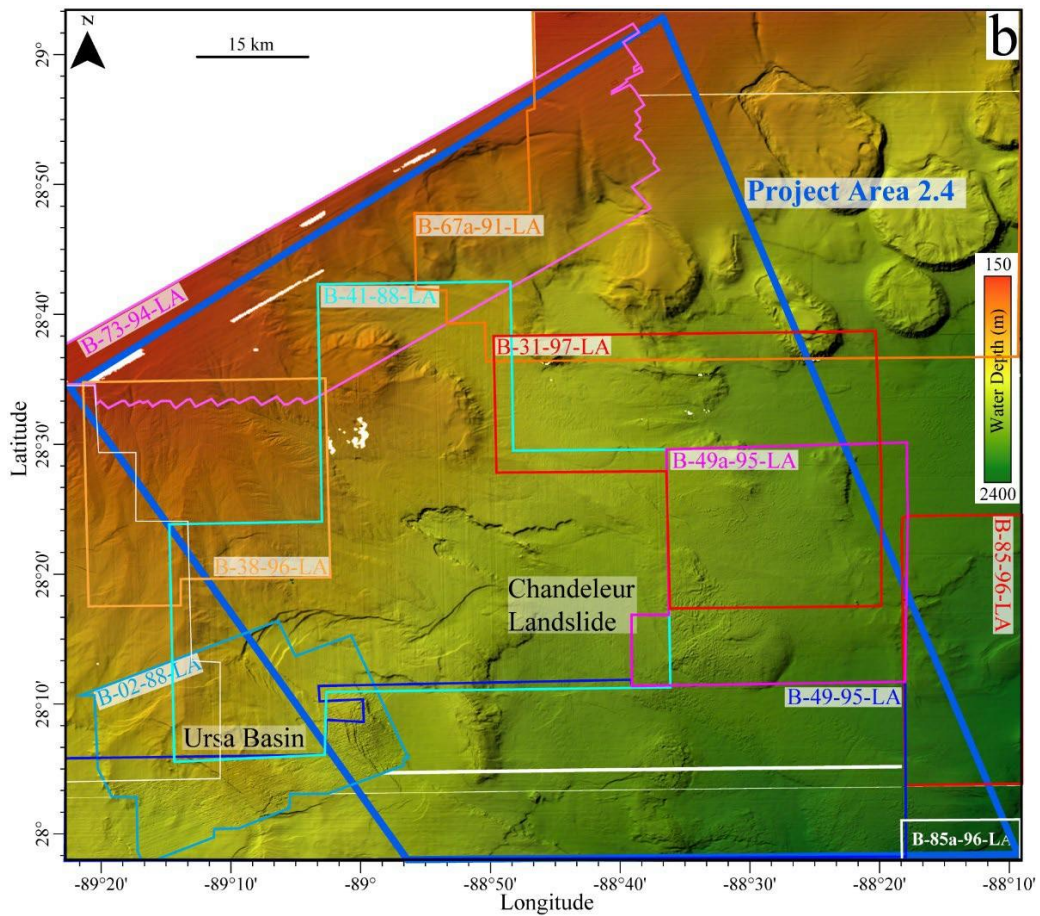 b
N
15 km
29°
28°50'
28°40'
28°30'
28°20'
28°10'
28°
Latitude
Project Area 2.4
B-67a-91-LA
B-73-94-LA
B-41-88-LA
150
Water Depth (m)
2400
B-31-97-LA
B-49a-95-LA
B-38-96-LA
B-85-96-LA
Chandeleur
Landslide
B-02-88-LA
B-49-95-LA
Ursa Basin
B-85a-96-LA
-89°20' -89°10' -89° -88°50' -88°40' -88°30' -88°20' -88°10'
Longitude